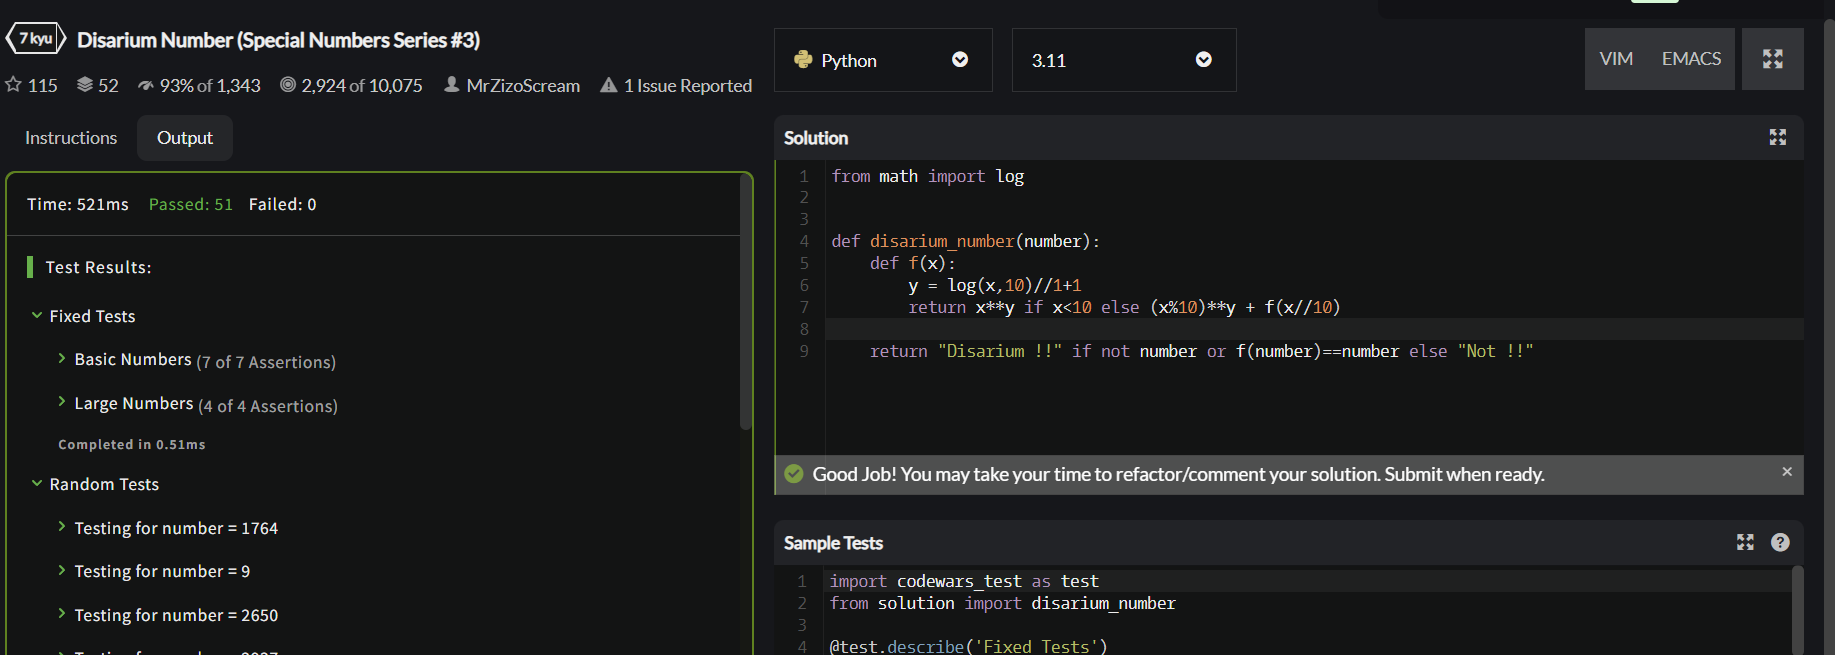 7 kyu
Disarium Number (Special Numbers Series #3)
115 52 93% of 1,343 2,924 of 10,075 MrZizoScream 1 Issue Reported
Instructions
Output
Time: 521ms Passed: 51 Failed: 0
Test Results:
Fixed Tests
Basic Numbers (7 of 7 Assertions)
Large Numbers (4 of 4 Assertions)
Completed in 0.51ms
Random Tests
Testing for number = 1764
Testing for number = 9
Testing for number = 2650
Python
3.11
VIM
EMACS
Solution
1 from math import log
2
3
4 def disarium_number(number):
5 def f(x):
6 y = log(x,10)//1+1
7 return x**y if x<10 else (x%10)**y + f(x//10)
8
9 return "Disarium !!" if not number or f(number)==number else "Not !!"
Good Job! You may take your time to refactor/comment your solution. Submit when ready. ×
Sample Tests
?
1 import codewars_test as test
2 from solution import disarium_number
3
4 @test.describe('Fixed Tests')